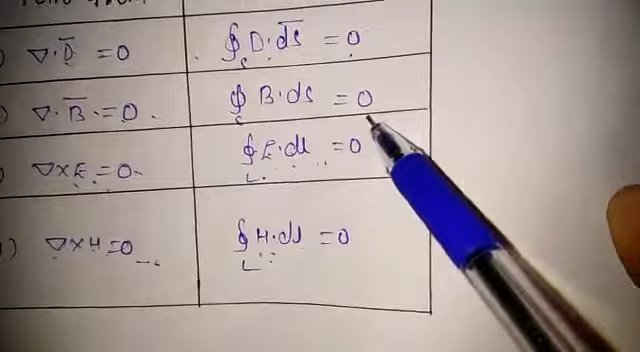 ) ∇·D̅ = 0 ∮s D·d̅s̅ = 0
) ∇·B̅ = 0 ∮s B·ds = 0
) ∇×E = 0 ∮L E·dl = 0
) ∇×H = 0 ∮L H·dl = 0